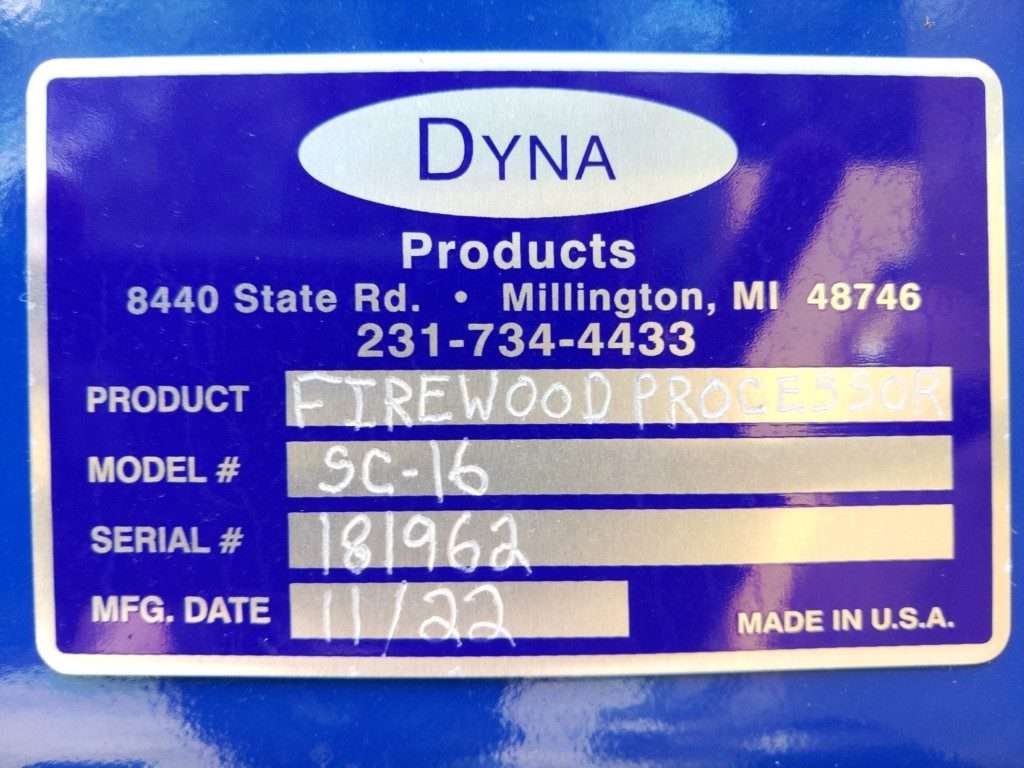 DYNA
Products
8440 State Rd. • Millington, MI 48746
231-734-4433
PRODUCT FIREWOOD PROCESSOR
MODEL # SC-16
SERIAL # 181962
MFG. DATE 11/22
MADE IN U.S.A.